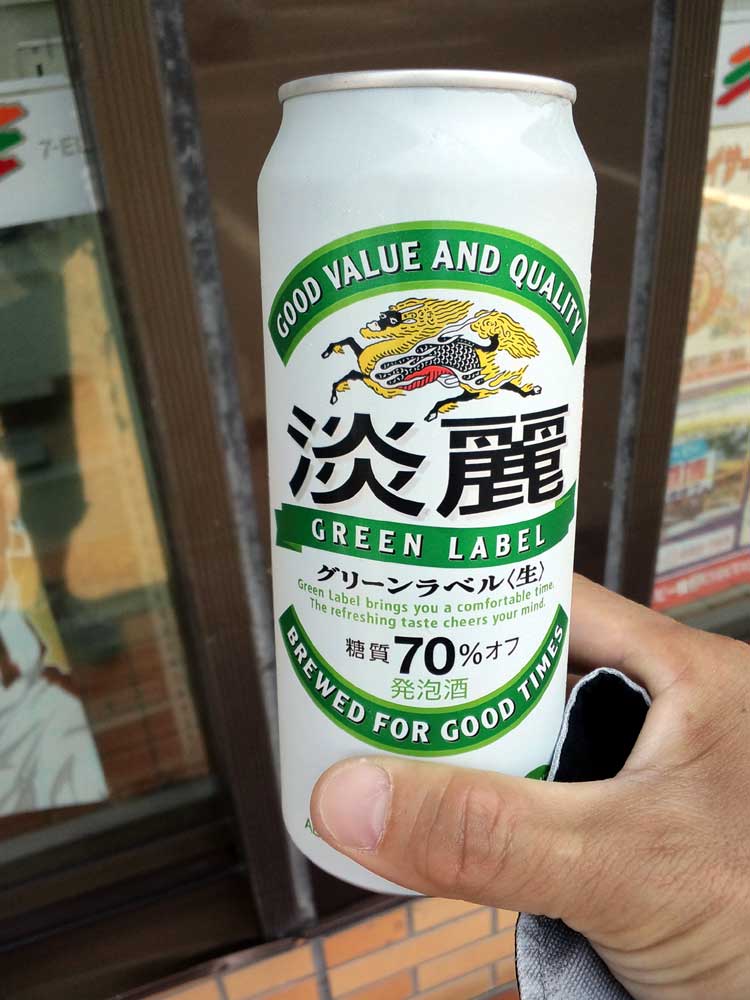 7-EL
GOOD VALUE AND QUALITY
淡麗
GREEN LABEL
グリーンラベル〈生〉
Green Label brings you a comfortable time.
The refreshing taste cheers your mind.
糖質70%オフ
発泡酒
BREWED FOR GOOD TIMES